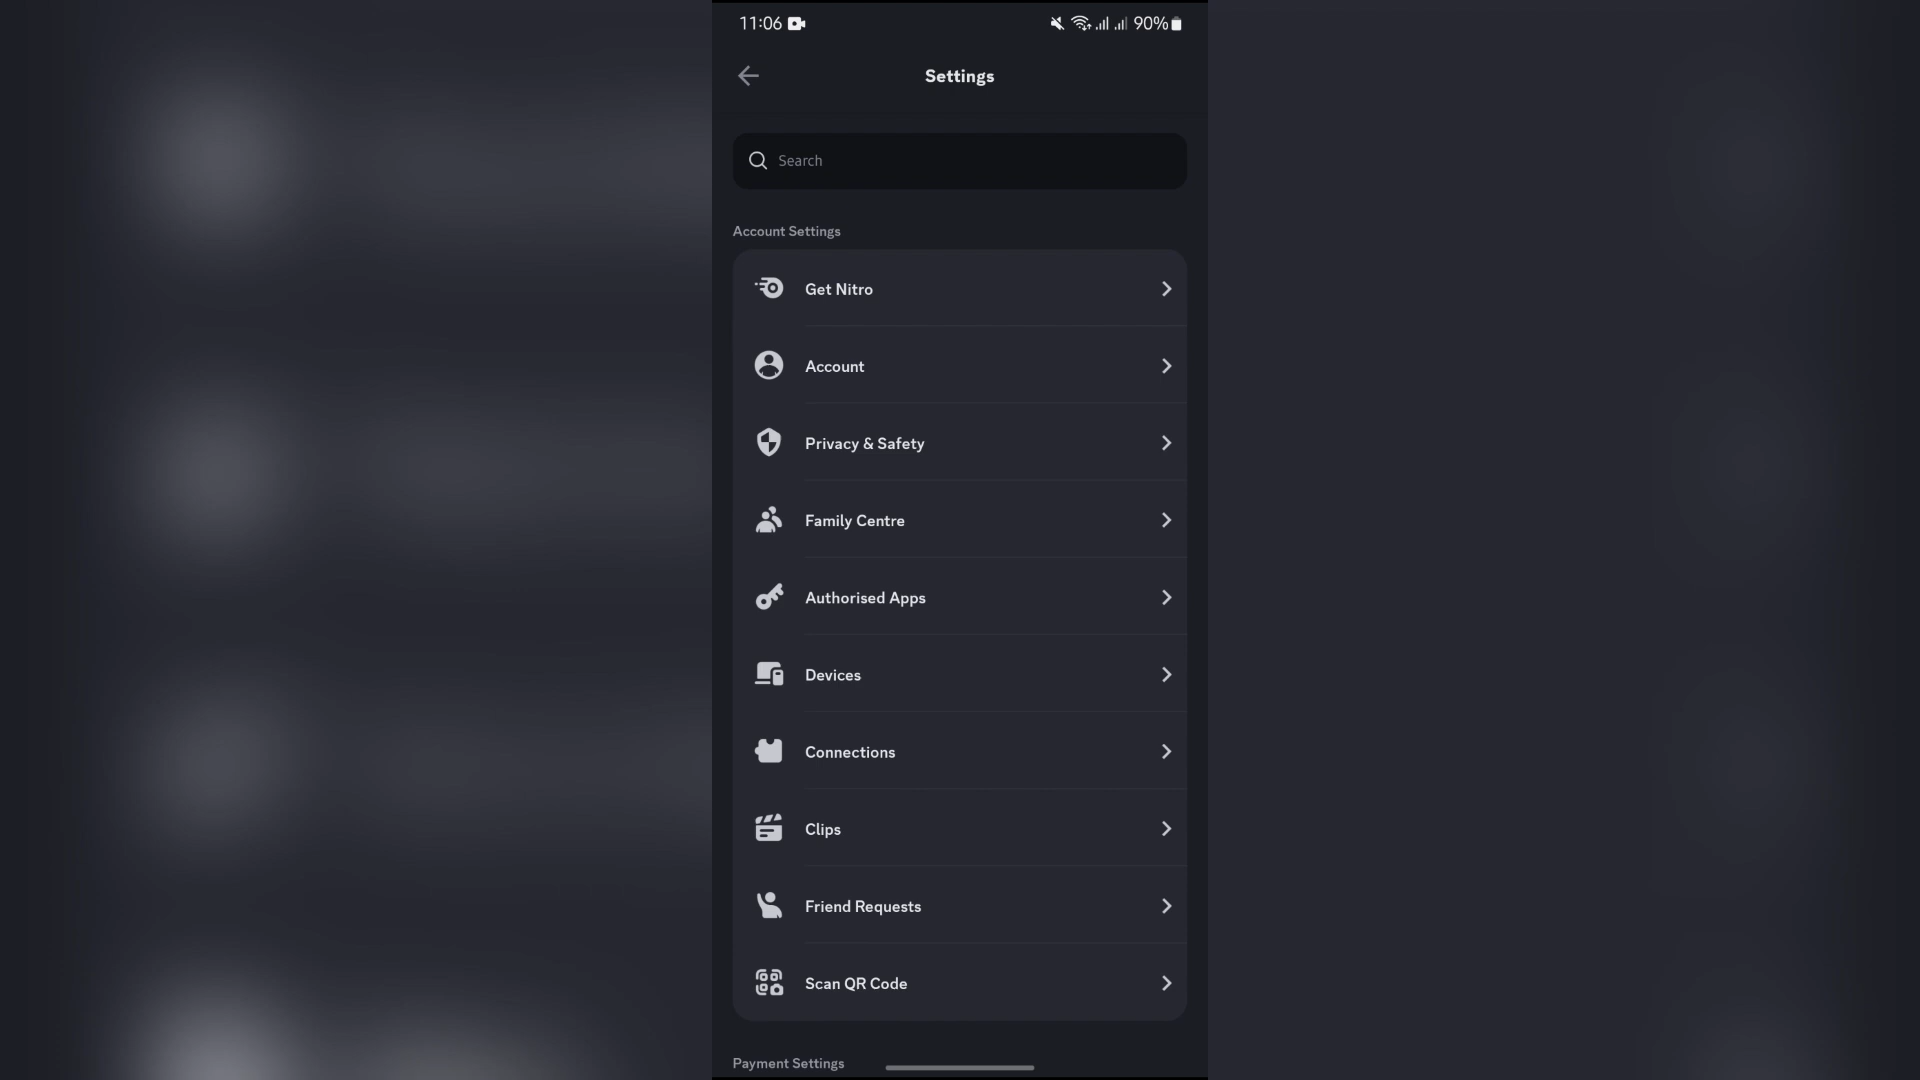 11:06
90%
Settings
Search
Account Settings
Get Nitro
Account
Privacy & Safety
Family Centre
Authorised Apps
Devices
Connections
Clips
Friend Requests
Scan QR Code
Payment Settings